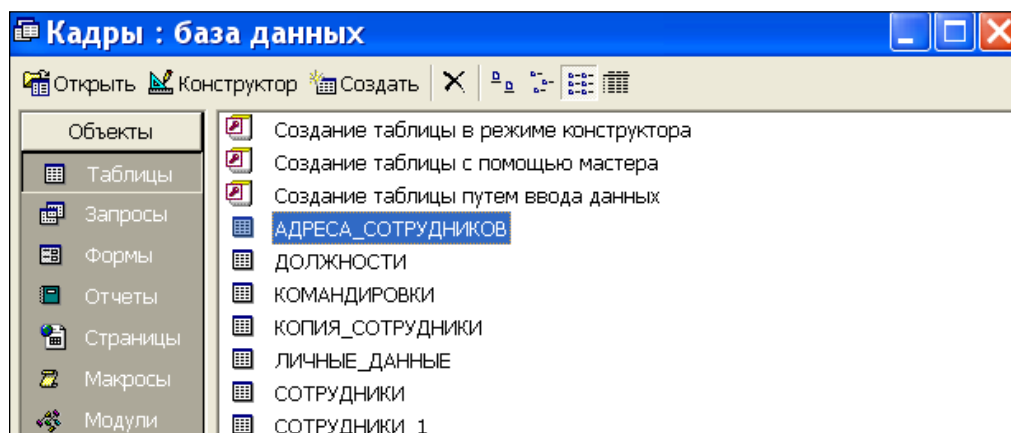 Кадры : база данных
Открыть Конструктор Создать
Объекты
Таблицы
Запросы
Формы
Отчеты
Страницы
Макросы
Модули
Создание таблицы в режиме конструктора
Создание таблицы с помощью мастера
Создание таблицы путем ввода данных
АДРЕСА_СОТРУДНИКОВ
ДОЛЖНОСТИ
КОМАНДИРОВКИ
КОПИЯ_СОТРУДНИКИ
ЛИЧНЫЕ_ДАННЫЕ
СОТРУДНИКИ
СОТРУДНИКИ_1